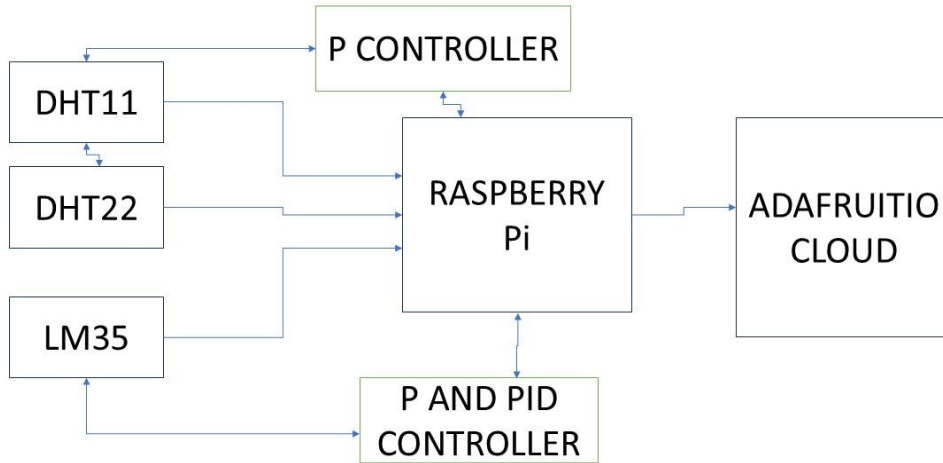 P CONTROLLER
DHT11
DHT22
RASPBERRY
Pi
ADAFRUITIO
CLOUD
LM35
P AND PID
CONTROLLER